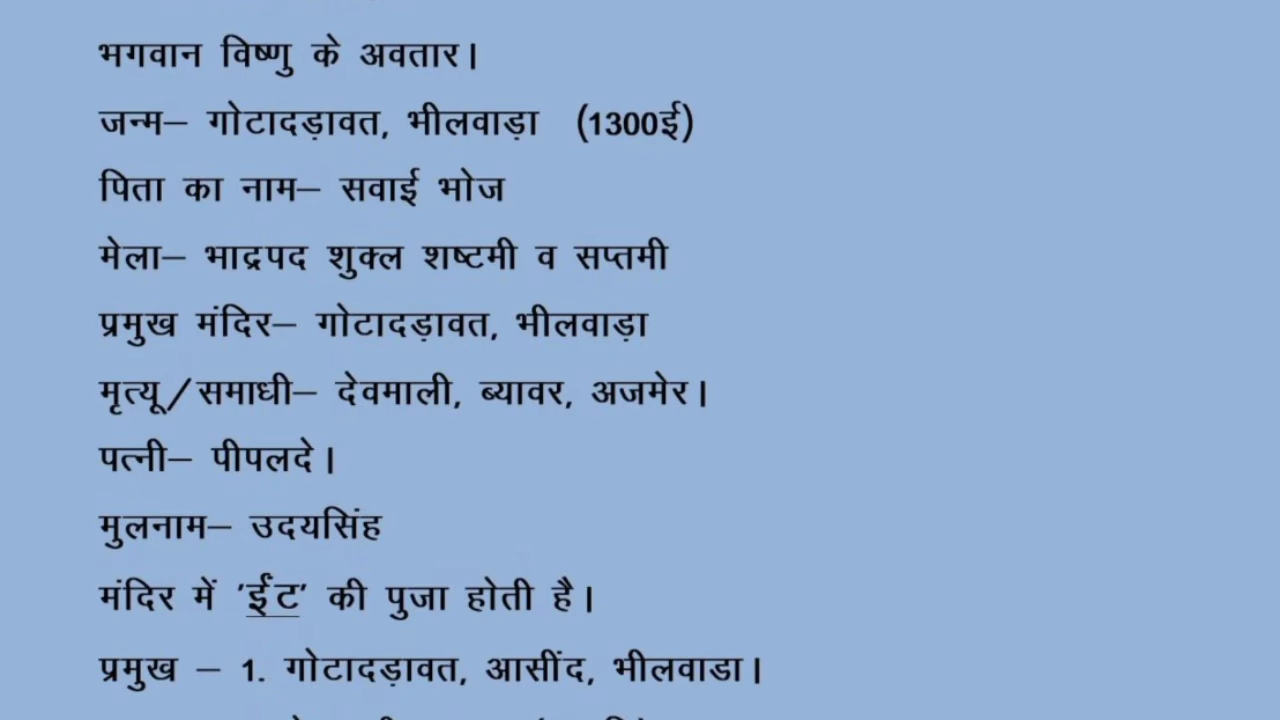 भगवान विष्णु के अवतार।
जन्म– गोटादड़ावत, भीलवाड़ा (1300ई)
पिता का नाम– सवाई भोज
मेला– भाद्रपद शुक्ल शष्टमी व सप्तमी
प्रमुख मंदिर– गोटादड़ावत, भीलवाड़ा
मृत्यू/समाधी– देवमाली, ब्यावर, अजमेर।
पत्नी– पीपलदे।
मुलनाम– उदयसिंह
मंदिर में 'ईंट' की पुजा होती है।
प्रमुख – 1. गोटादड़ावत, आसींद, भीलवाडा।